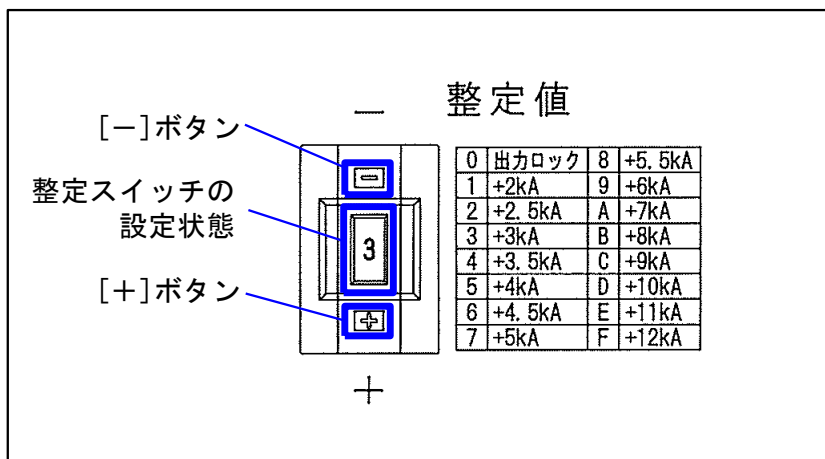 整定値
－
[－]ボタン
－
整定スイッチの
設定状態
3
[＋]ボタン
＋
＋
0 出力ロック 8 +5.5kA
1 +2kA 9 +6kA
2 +2.5kA A +7kA
3 +3kA B +8kA
4 +3.5kA C +9kA
5 +4kA D +10kA
6 +4.5kA E +11kA
7 +5kA F +12kA